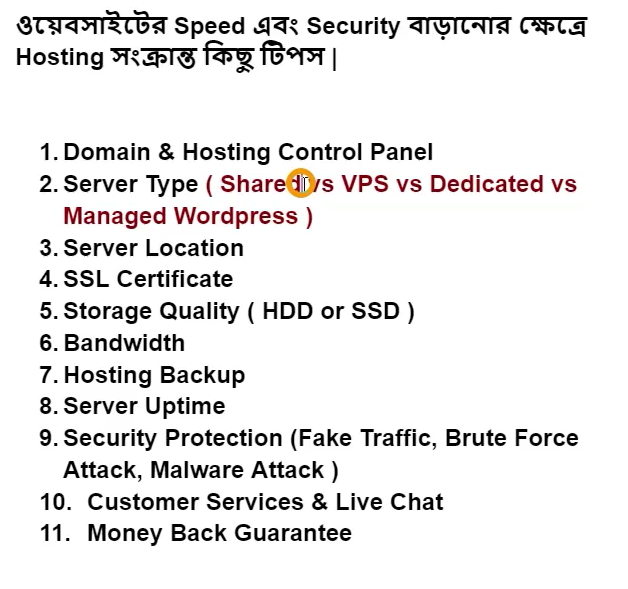 ওয়েবসাইটের Speed এবং Security বাড়ানোর ক্ষেত্রে
Hosting সংক্রান্ত কিছু টিপস |
1. Domain & Hosting Control Panel
2. Server Type ( Shared vs VPS vs Dedicated vs
Managed Wordpress )
3. Server Location
4. SSL Certificate
5. Storage Quality ( HDD or SSD )
6. Bandwidth
7. Hosting Backup
8. Server Uptime
9. Security Protection (Fake Traffic, Brute Force
Attack, Malware Attack )
10. Customer Services & Live Chat
11. Money Back Guarantee